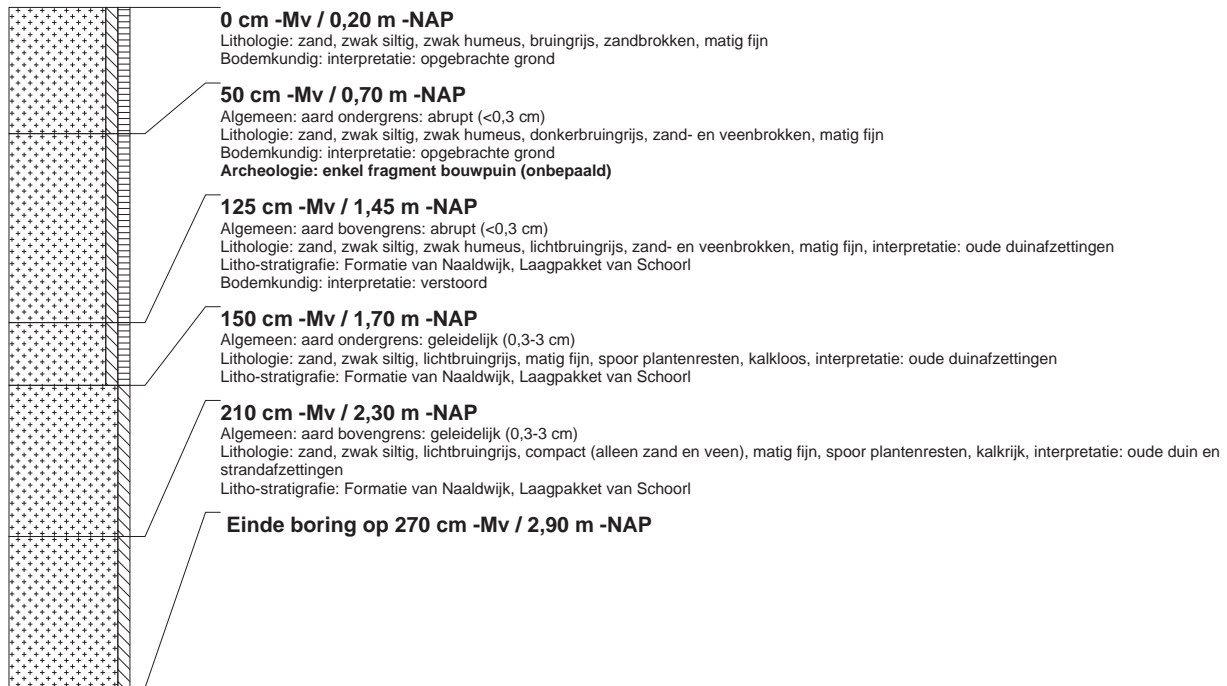 0 cm -Mv / 0,20 m -NAP
Lithologie: zand, zwak siltig, zwak humeus, bruingrijs, zandbrokken, matig fijn
Bodemkundig: interpretatie: opgebrachte grond
50 cm -Mv / 0,70 m -NAP
Algemeen: aard ondergrens: abrupt (<0,3 cm)
Lithologie: zand, zwak siltig, zwak humeus, donkerbruingrijs, zand- en veenbrokken, matig fijn
Bodemkundig: interpretatie: opgebrachte grond
Archeologie: enkel fragment bouwpuin (onbepaald)
125 cm -Mv / 1,45 m -NAP
Algemeen: aard bovengrens: abrupt (<0,3 cm)
Lithologie: zand, zwak siltig, zwak humeus, lichtbruingrijs, zand- en veenbrokken, matig fijn, interpretatie: oude duinafzettingen
Litho-stratigrafie: Formatie van Naaldwijk, Laagpakket van Schoorl
Bodemkundig: interpretatie: verstoord
150 cm -Mv / 1,70 m -NAP
Algemeen: aard ondergrens: geleidelijk (0,3-3 cm)
Lithologie: zand, zwak siltig, lichtbruingrijs, matig fijn, spoor plantenresten, kalkloos, interpretatie: oude duinafzettingen
Litho-stratigrafie: Formatie van Naaldwijk, Laagpakket van Schoorl
210 cm -Mv / 2,30 m -NAP
Algemeen: aard bovengrens: geleidelijk (0,3-3 cm)
Lithologie: zand, zwak siltig, lichtbruingrijs, compact (alleen zand en veen), matig fijn, spoor plantenresten, kalkrijk, interpretatie: oude duin en
strandafzettingen
Litho-stratigrafie: Formatie van Naaldwijk, Laagpakket van Schoorl
Einde boring op 270 cm -Mv / 2,90 m -NAP